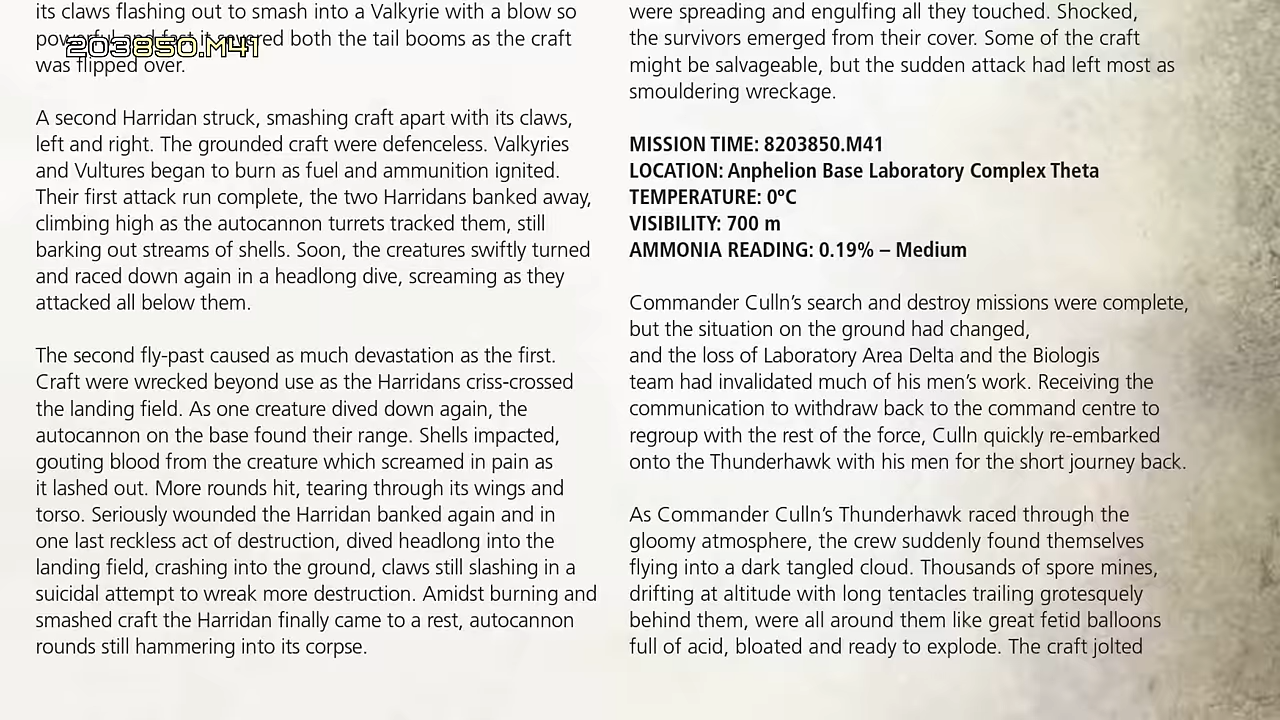 its claws flashing out to smash into a Valkyrie with a blow so
powerful and fast it severed both the tail booms as the craft
was flipped over.
203850.M41
A second Harridan struck, smashing craft apart with its claws,
left and right. The grounded craft were defenceless. Valkyries
and Vultures began to burn as fuel and ammunition ignited.
Their first attack run complete, the two Harridans banked away,
climbing high as the autocannon turrets tracked them, still
barking out streams of shells. Soon, the creatures swiftly turned
and raced down again in a headlong dive, screaming as they
attacked all below them.
The second fly-past caused as much devastation as the first.
Craft were wrecked beyond use as the Harridans criss-crossed
the landing field. As one creature dived down again, the
autocannon on the base found their range. Shells impacted,
gouting blood from the creature which screamed in pain as
it lashed out. More rounds hit, tearing through its wings and
torso. Seriously wounded the Harridan banked again and in
one last reckless act of destruction, dived headlong into the
landing field, crashing into the ground, claws still slashing in a
suicidal attempt to wreak more destruction. Amidst burning and
smashed craft the Harridan finally came to a rest, autocannon
rounds still hammering into its corpse.
were spreading and engulfing all they touched. Shocked,
the survivors emerged from their cover. Some of the craft
might be salvageable, but the sudden attack had left most as
smouldering wreckage.
MISSION TIME: 8203850.M41
LOCATION: Anphelion Base Laboratory Complex Theta
TEMPERATURE: 0ºC
VISIBILITY: 700 m
AMMONIA READING: 0.19% – Medium
Commander Culln’s search and destroy missions were complete,
but the situation on the ground had changed,
and the loss of Laboratory Area Delta and the Biologis
team had invalidated much of his men’s work. Receiving the
communication to withdraw back to the command centre to
regroup with the rest of the force, Culln quickly re-embarked
onto the Thunderhawk with his men for the short journey back.
As Commander Culln’s Thunderhawk raced through the
gloomy atmosphere, the crew suddenly found themselves
flying into a dark tangled cloud. Thousands of spore mines,
drifting at altitude with long tentacles trailing grotesquely
behind them, were all around them like great fetid balloons
full of acid, bloated and ready to explode. The craft jolted